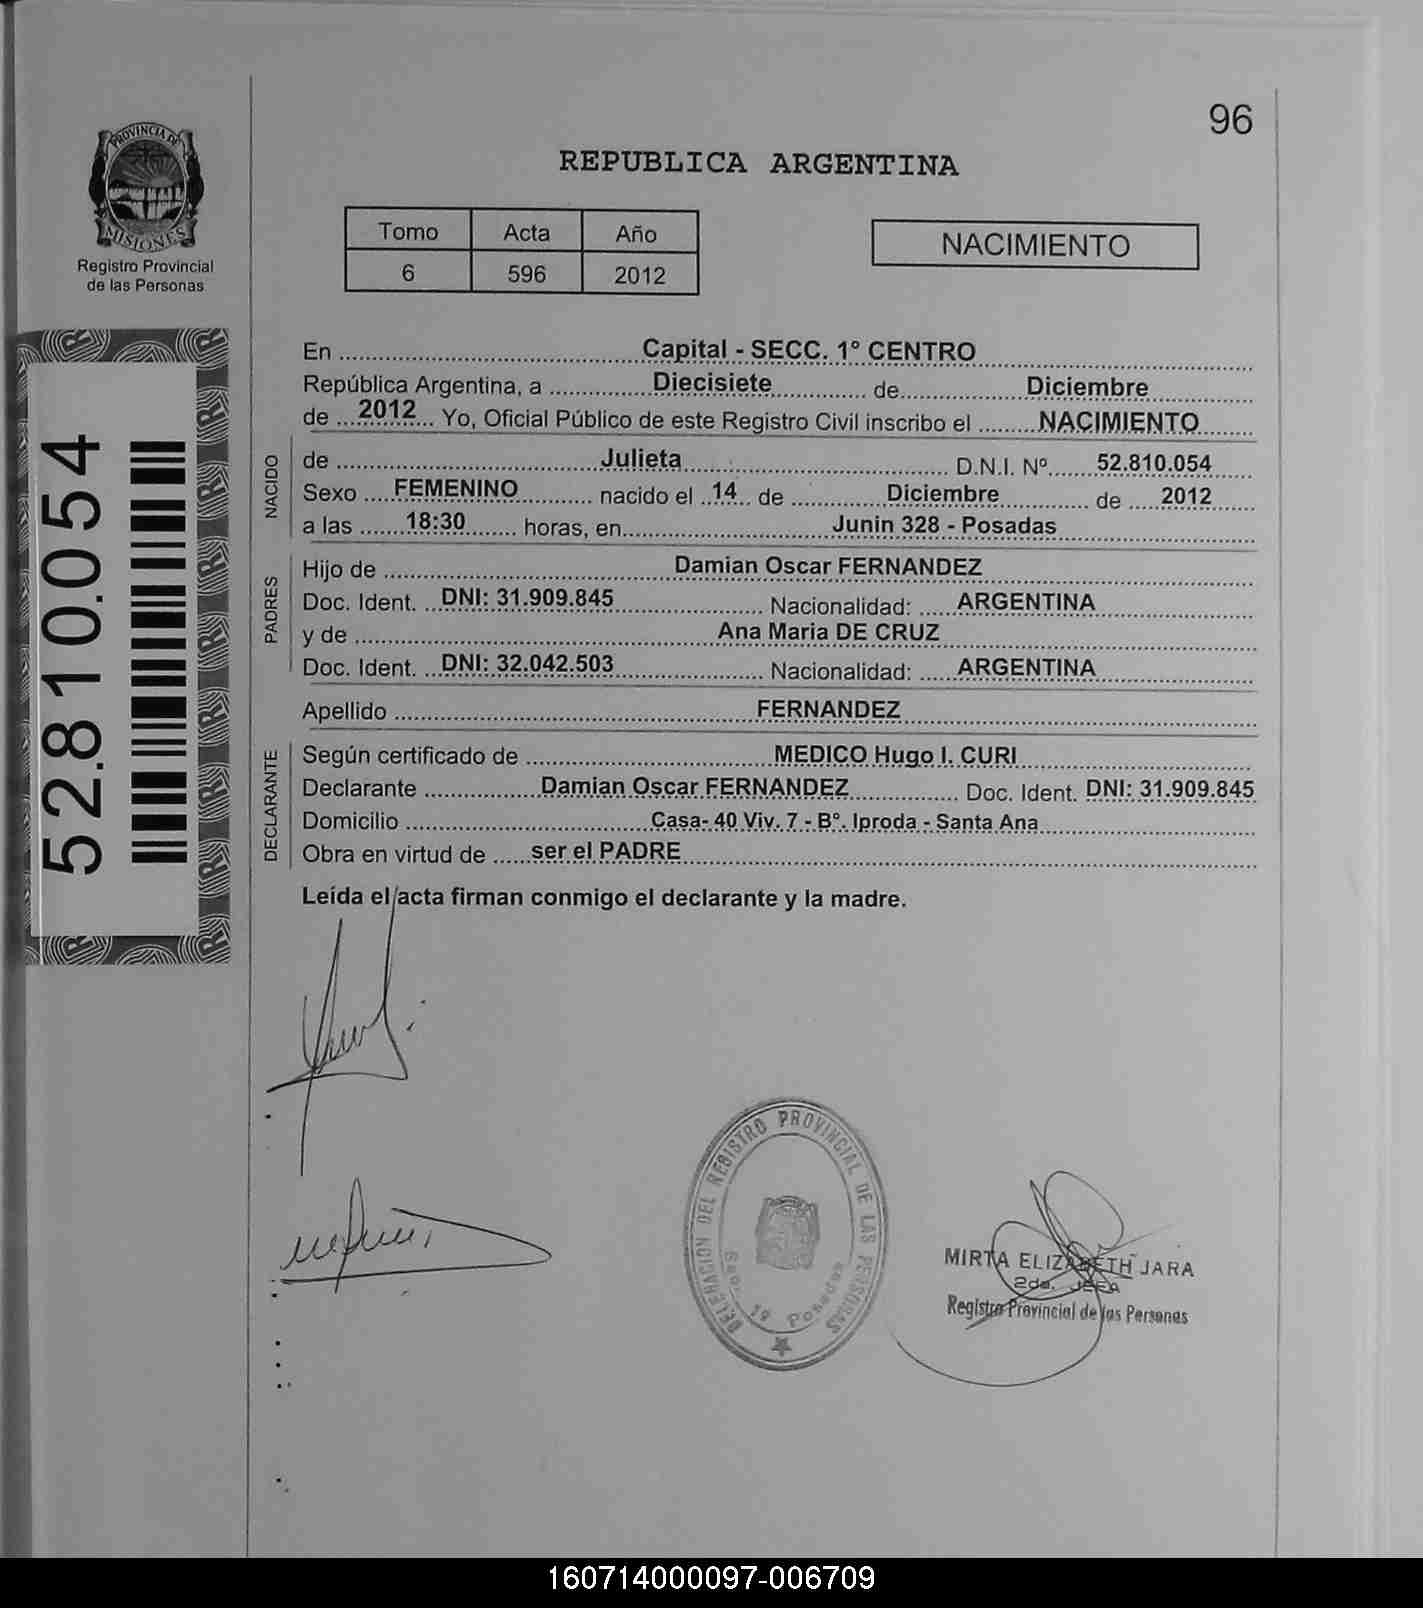 96
PROVINCIA DE
MISIONES
Registro Provincial
de las Personas
REPUBLICA ARGENTINA
Tomo Acta Año
6 596 2012
NACIMIENTO
52.810.054
En Capital - SECC. 1° CENTRO
República Argentina, a Diecisiete de Diciembre
de 2012 Yo, Oficial Público de este Registro Civil inscribo el NACIMIENTO
NACIDO
de Julieta D.N.I. Nº 52.810.054
Sexo FEMENINO nacido el 14 de Diciembre de 2012
a las 18:30 horas, en Junin 328 - Posadas
PADRES
Hijo de Damian Oscar FERNANDEZ
Doc. Ident. DNI: 31.909.845 Nacionalidad: ARGENTINA
y de Ana Maria DE CRUZ
Doc. Ident. DNI: 32.042.503 Nacionalidad: ARGENTINA
Apellido FERNANDEZ
DECLARANTE
Según certificado de MEDICO Hugo I. CURI
Declarante Damian Oscar FERNANDEZ Doc. Ident. DNI: 31.909.845
Domicilio Casa- 40 Viv. 7 - Bº. Iproda - Santa Ana
Obra en virtud de ser el PADRE
Leída el acta firman conmigo el declarante y la madre.
DELEGACION DEL REGISTRO PROVINCIAL DE LAS PERSONAS
Secc. 1º Posadas
MIRTA ELIZABETH JARA
2da. JEFA
Registro Provincial de las Personas
160714000097-006709